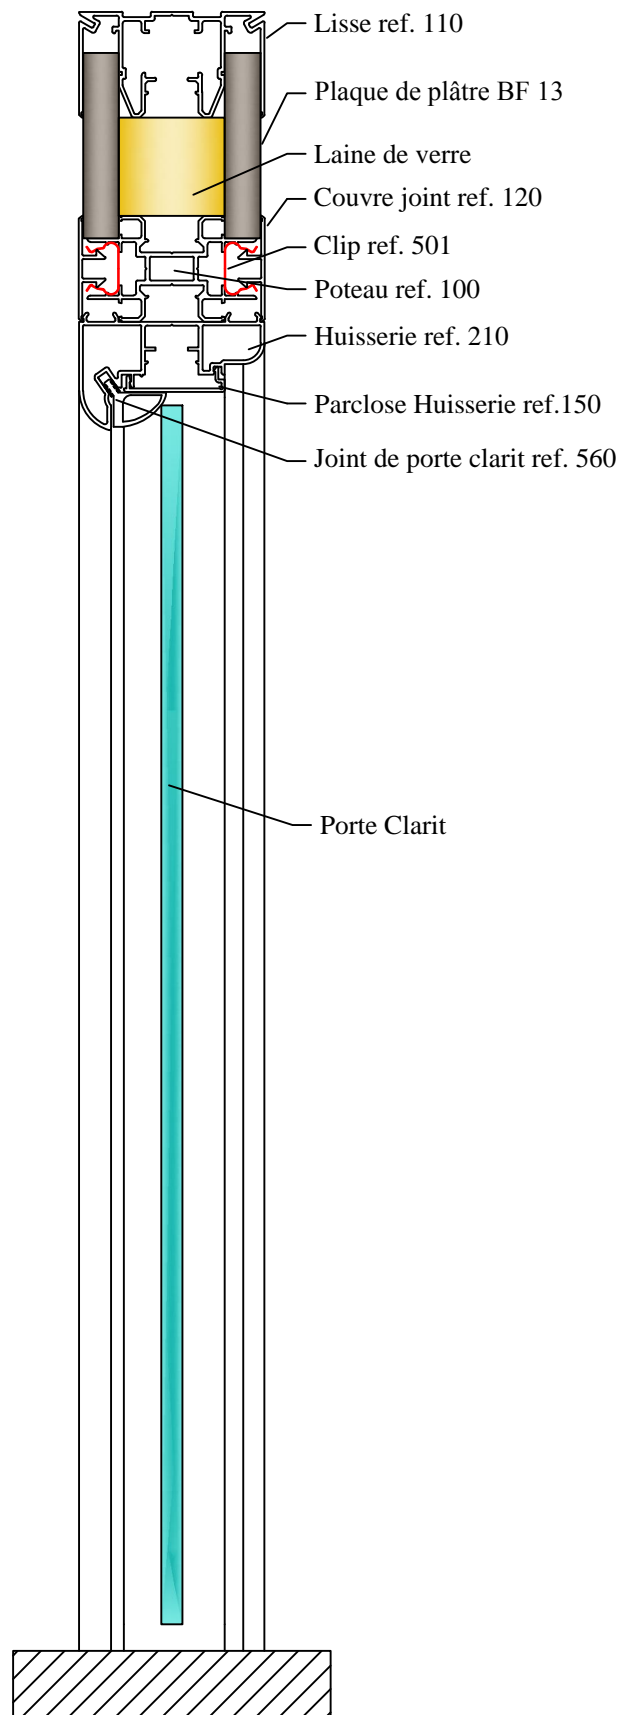 Lisse ref. 110
Plaque de plâtre BF 13
Laine de verre
Couvre joint ref. 120
Clip ref. 501
Poteau ref. 100
Huisserie ref. 210
Parclose Huisserie ref.150
Joint de porte clarit ref. 560
Porte Clarit